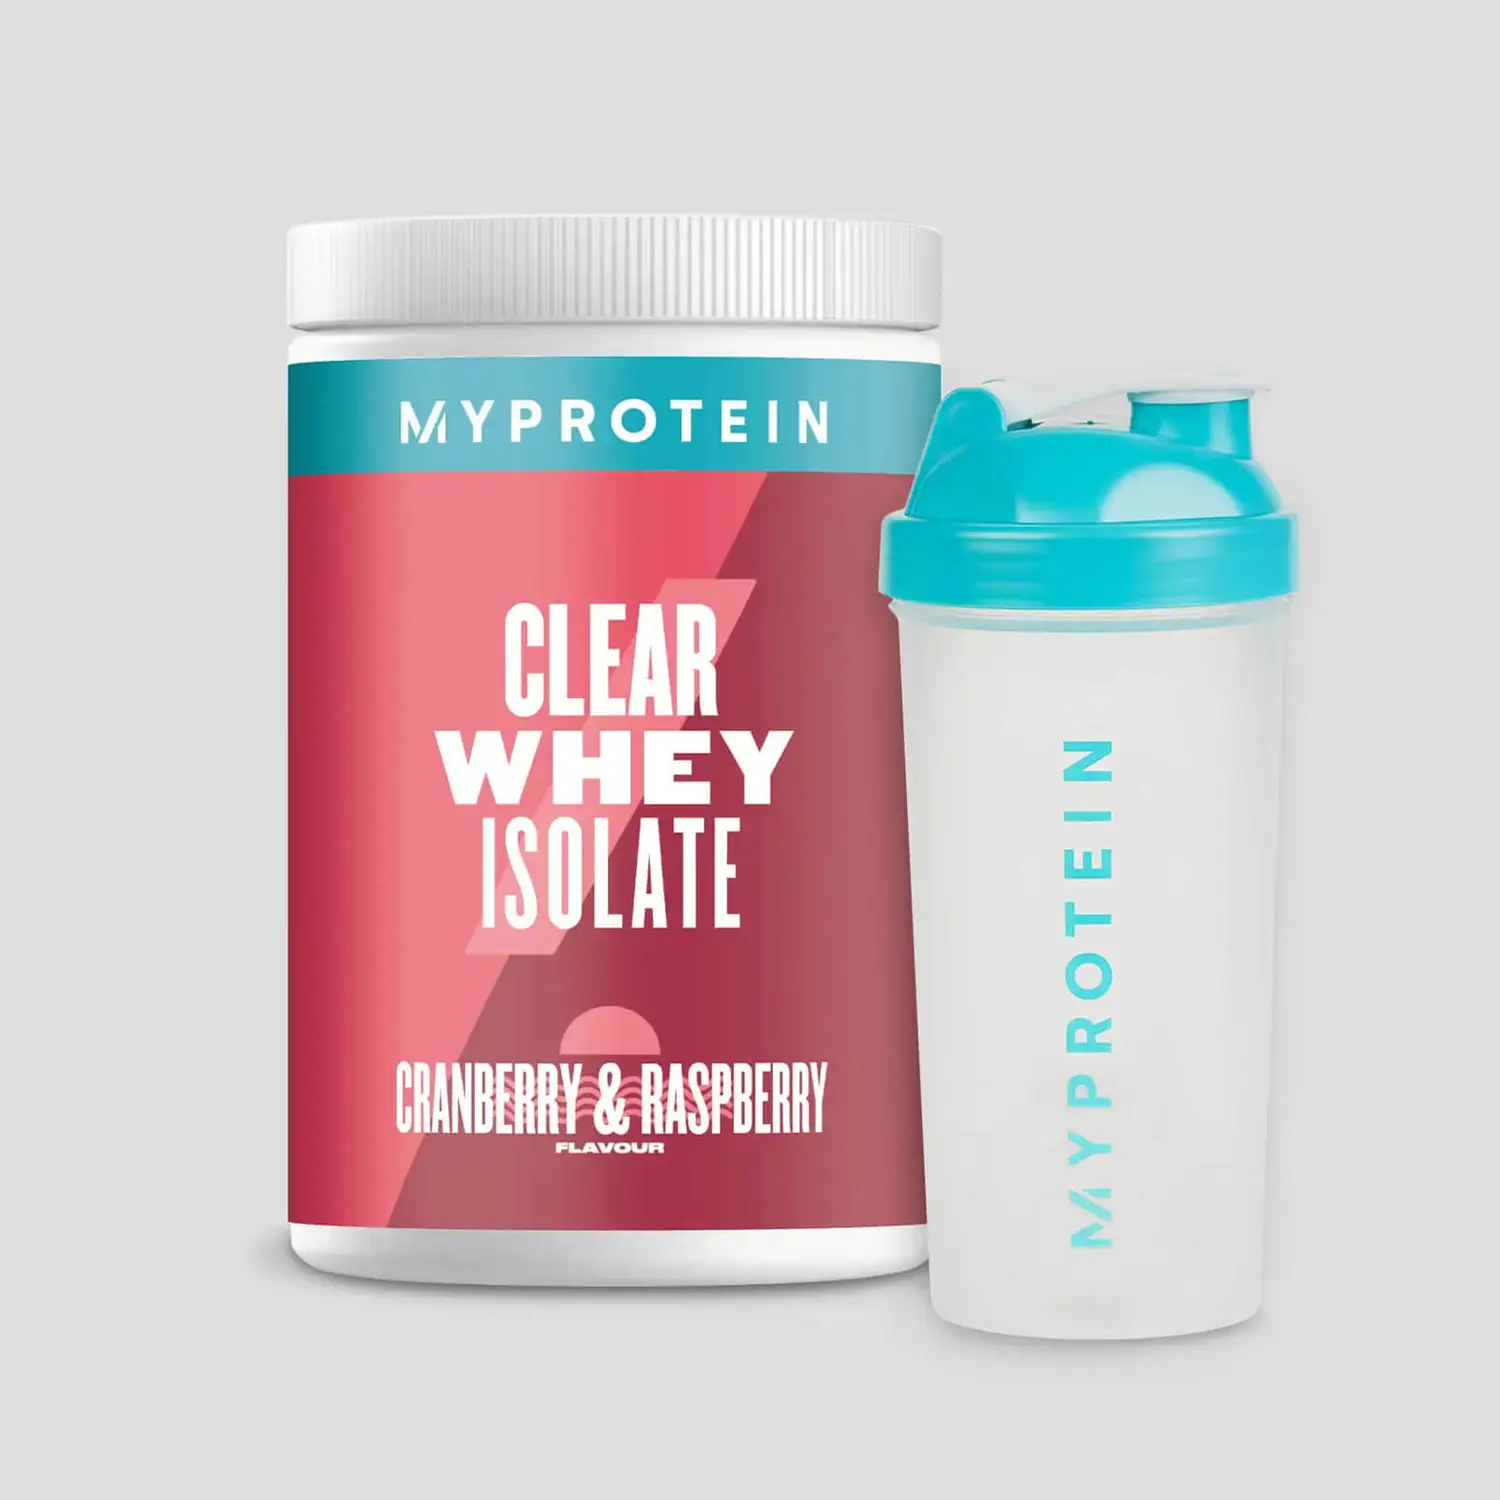 MYPROTEIN
CLEAR
WHEY
ISOLATE
CRANBERRY & RASPBERRY
FLAVOUR
MYPROTEIN